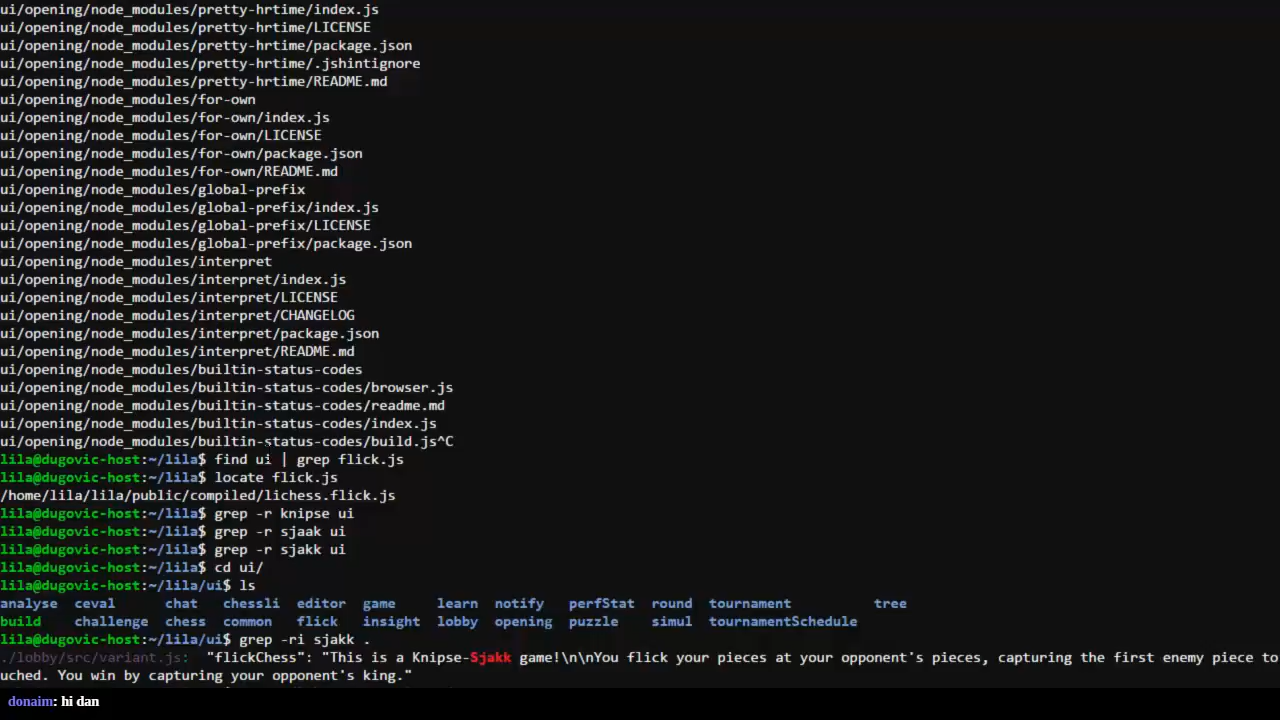 ui/opening/node_modules/pretty-hrtime/index.js
ui/opening/node_modules/pretty-hrtime/LICENSE
ui/opening/node_modules/pretty-hrtime/package.json
ui/opening/node_modules/pretty-hrtime/.jshintignore
ui/opening/node_modules/pretty-hrtime/README.md
ui/opening/node_modules/for-own
ui/opening/node_modules/for-own/index.js
ui/opening/node_modules/for-own/LICENSE
ui/opening/node_modules/for-own/package.json
ui/opening/node_modules/for-own/README.md
ui/opening/node_modules/global-prefix
ui/opening/node_modules/global-prefix/index.js
ui/opening/node_modules/global-prefix/LICENSE
ui/opening/node_modules/global-prefix/package.json
ui/opening/node_modules/interpret
ui/opening/node_modules/interpret/index.js
ui/opening/node_modules/interpret/LICENSE
ui/opening/node_modules/interpret/CHANGELOG
ui/opening/node_modules/interpret/package.json
ui/opening/node_modules/interpret/README.md
ui/opening/node_modules/builtin-status-codes
ui/opening/node_modules/builtin-status-codes/browser.js
ui/opening/node_modules/builtin-status-codes/readme.md
ui/opening/node_modules/builtin-status-codes/index.js
ui/opening/node_modules/builtin-status-codes/build.js^C
lila@dugovic-host:~/lila$ find ui | grep flick.js
lila@dugovic-host:~/lila$ locate flick.js
/home/lila/lila/public/compiled/lichess.flick.js
lila@dugovic-host:~/lila$ grep -r knipse ui
lila@dugovic-host:~/lila$ grep -r sjaak ui
lila@dugovic-host:~/lila$ grep -r sjakk ui
lila@dugovic-host:~/lila$ cd ui/
lila@dugovic-host:~/lila/ui$ ls
analyse ceval chat chessli editor game learn notify perfStat round tournament tree
build challenge chess common flick insight lobby opening puzzle simul tournamentSchedule
lila@dugovic-host:~/lila/ui$ grep -ri sjakk .
./lobby/src/variant.js: "flickChess": "This is a Knipse-Sjakk game!\n\nYou flick your pieces at your opponent's pieces, capturing the first enemy piece to
uched. You win by capturing your opponent's king."
donaim: hi dan